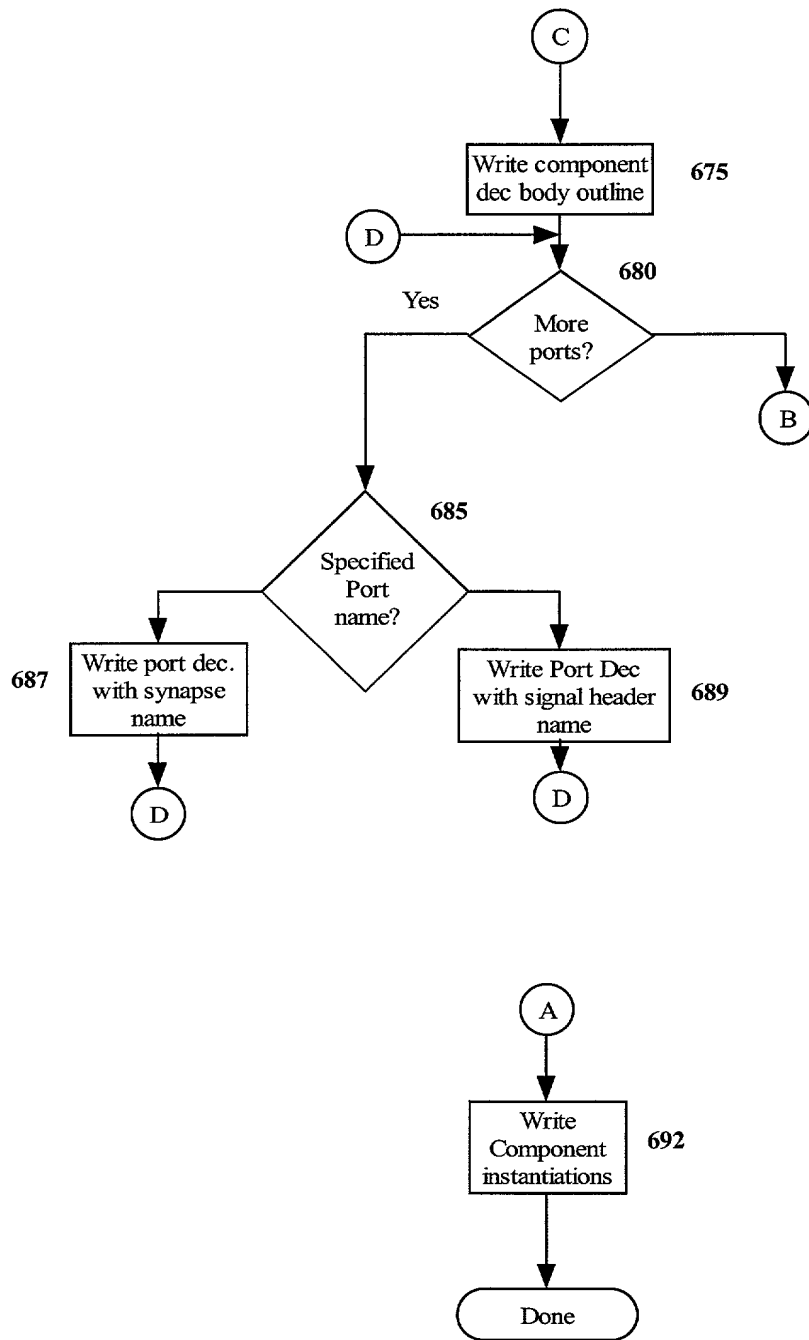 C
Write component
dec body outline
675
D
680
Yes
More
ports?
B
685
Specified
Port
name?
687
Write port dec.
with synapse
name
Write Port Dec
with signal header
name
689
D
D
A
Write
Component
instantiations
692
Done